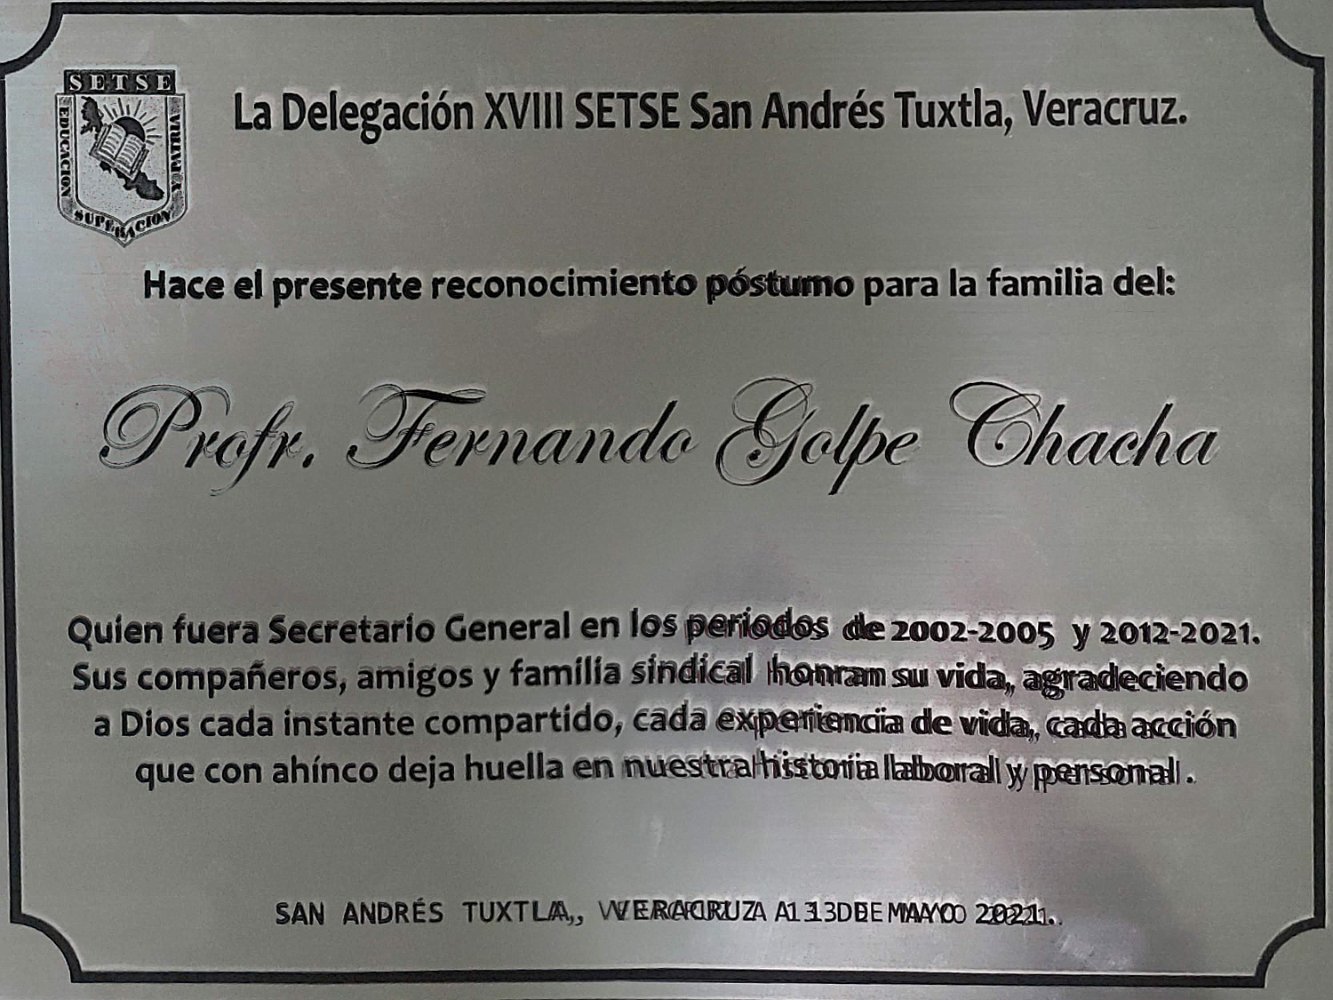 SETSE
EDUCACION
Y PATRIA
SUPERACION
La Delegación XVIII SETSE San Andrés Tuxtla, Veracruz.
Hace el presente reconocimiento póstumo para la familia del:
Profr. Fernando Golpe Chacha
Quien fuera Secretario General en los periodos de 2002-2005 y 2012-2021.
Sus compañeros, amigos y familia sindical honran su vida, agradeciendo
a Dios cada instante compartido, cada experiencia de vida, cada acción
que con ahínco deja huella en nuestra historia laboral y personal.
SAN ANDRÉS TUXTLA, VERACRUZ A 13 DE MAYO 2021.